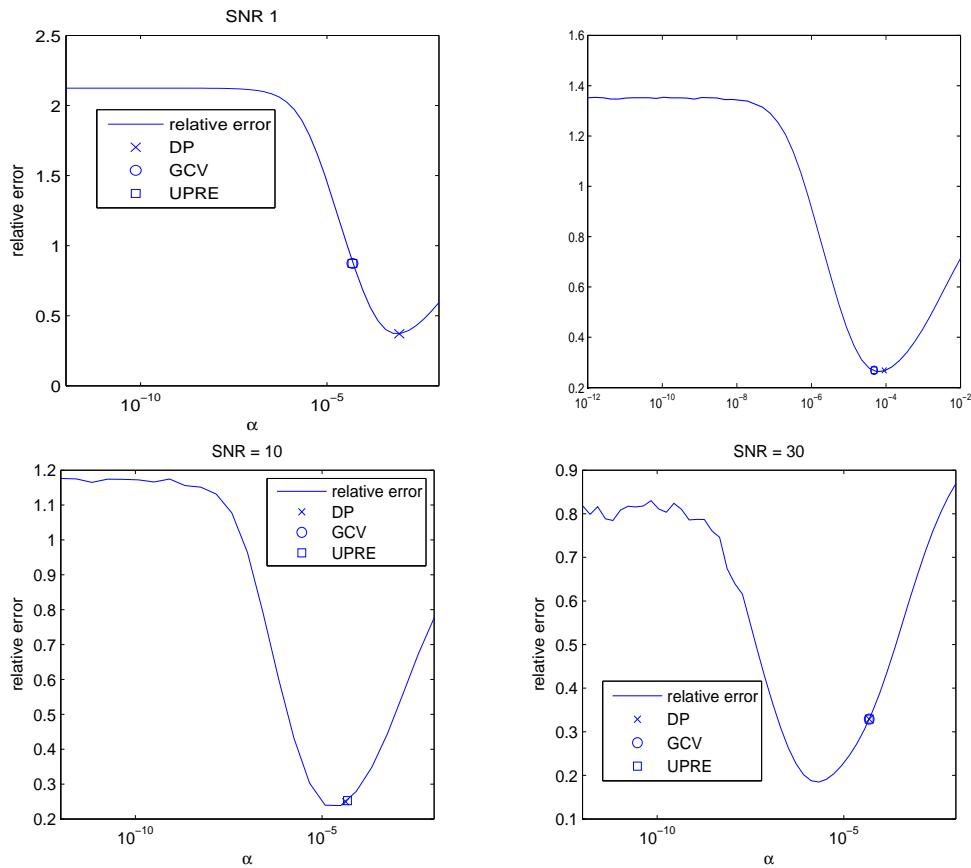 SNR 1
2.5
2
1.5
1
0.5
0
relative error
relative error
DP
GCV
UPRE
10^-10
10^-5
α
1.6
1.4
1.2
1
0.8
0.6
0.4
0.2
10^-12
10^-10
10^-8
10^-6
10^-4
10^-2
SNR = 10
1.2
1.1
1
0.9
0.8
0.7
0.6
0.5
0.4
0.3
0.2
relative error
relative error
DP
GCV
UPRE
10^-10
10^-5
α
SNR = 30
0.9
0.8
0.7
0.6
0.5
0.4
0.3
0.2
0.1
relative error
relative error
DP
GCV
UPRE
10^-10
10^-5
α